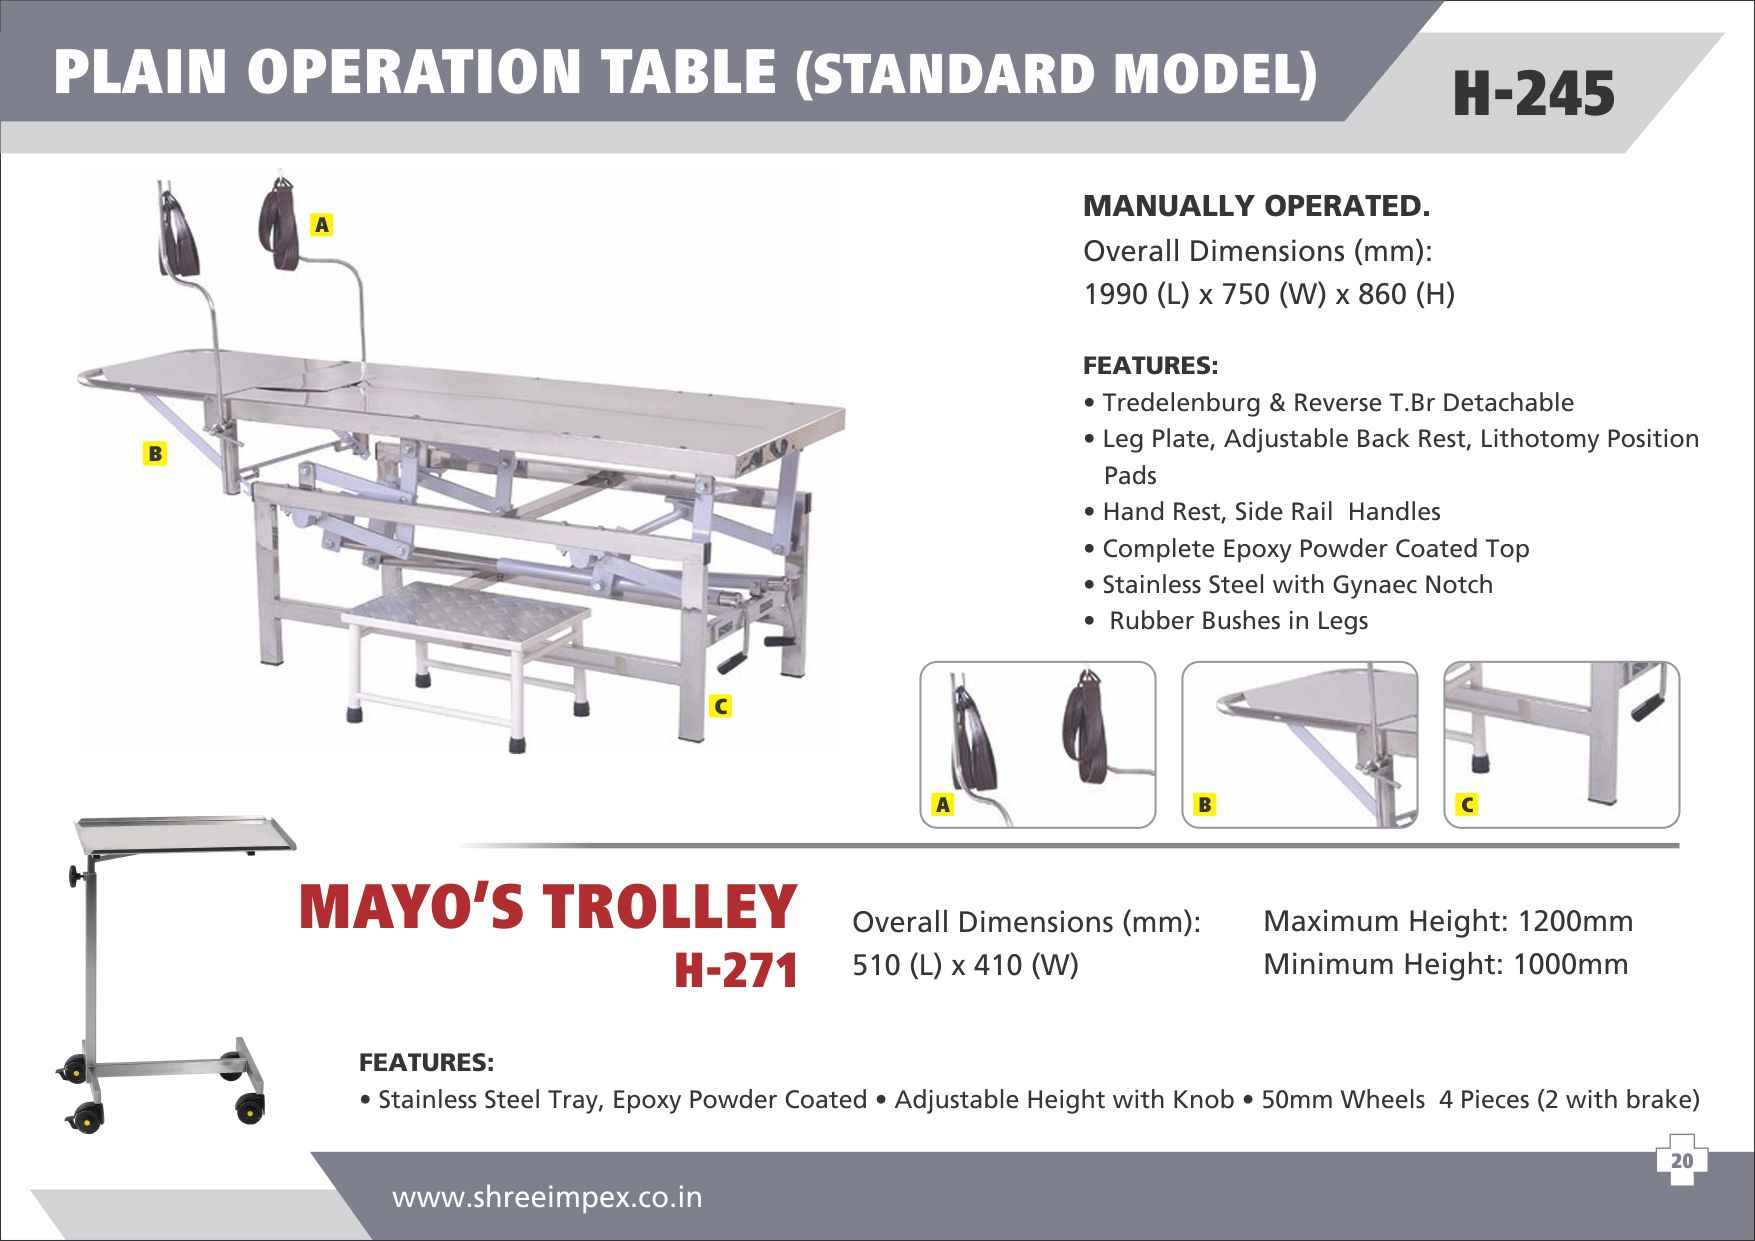 PLAIN OPERATION TABLE (STANDARD MODEL)
H-245
A
B
C
MANUALLY OPERATED.
Overall Dimensions (mm):
1990 (L) x 750 (W) x 860 (H)
FEATURES:
• Tredelenburg & Reverse T.Br Detachable
• Leg Plate, Adjustable Back Rest, Lithotomy Position
Pads
• Hand Rest, Side Rail  Handles
• Complete Epoxy Powder Coated Top
• Stainless Steel with Gynaec Notch
•  Rubber Bushes in Legs
A
B
C
MAYO’S TROLLEY
H-271
Overall Dimensions (mm):
510 (L) x 410 (W)
Maximum Height: 1200mm
Minimum Height: 1000mm
FEATURES:
• Stainless Steel Tray, Epoxy Powder Coated • Adjustable Height with Knob • 50mm Wheels  4 Pieces (2 with brake)
20
www.shreeimpex.co.in